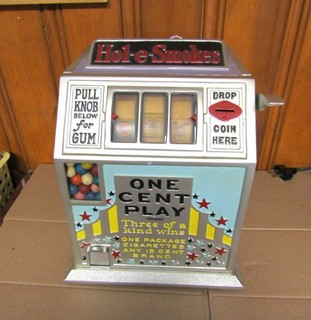 Hol-e-Smokes
PULL
KNOB
BELOW
for
GUM
DROP
COIN
HERE
ONE
CENT
PLAY
Three of a
kind wins
ONE PACKAGE
CIGARETTES
ANY 15 CENT
BRAND